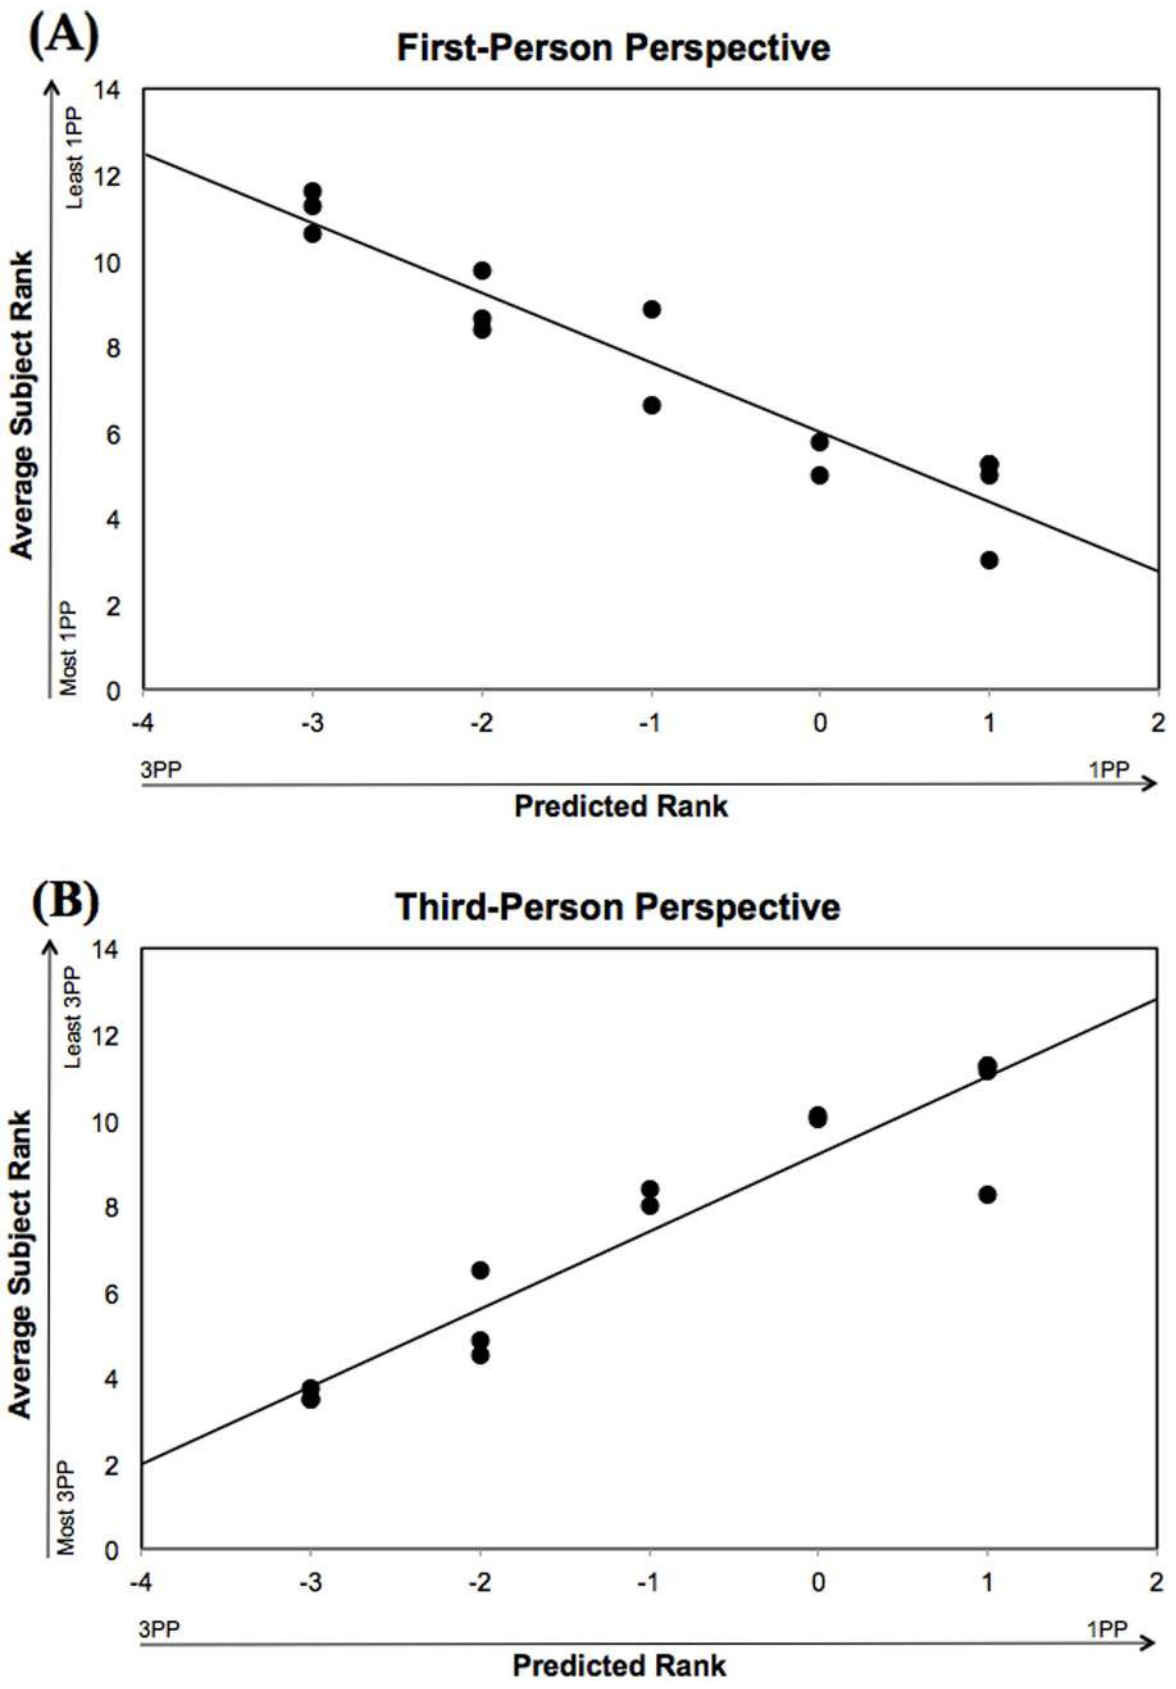 (A)
First-Person Perspective
Least 1PP
Most 1PP
Average Subject Rank
14
12
10
8
6
4
2
0
-4 -3 -2 -1 0 1 2
3PP 1PP
Predicted Rank
(B)
Third-Person Perspective
Least 3PP
Most 3PP
Average Subject Rank
14
12
10
8
6
4
2
0
-4 -3 -2 -1 0 1 2
3PP 1PP
Predicted Rank